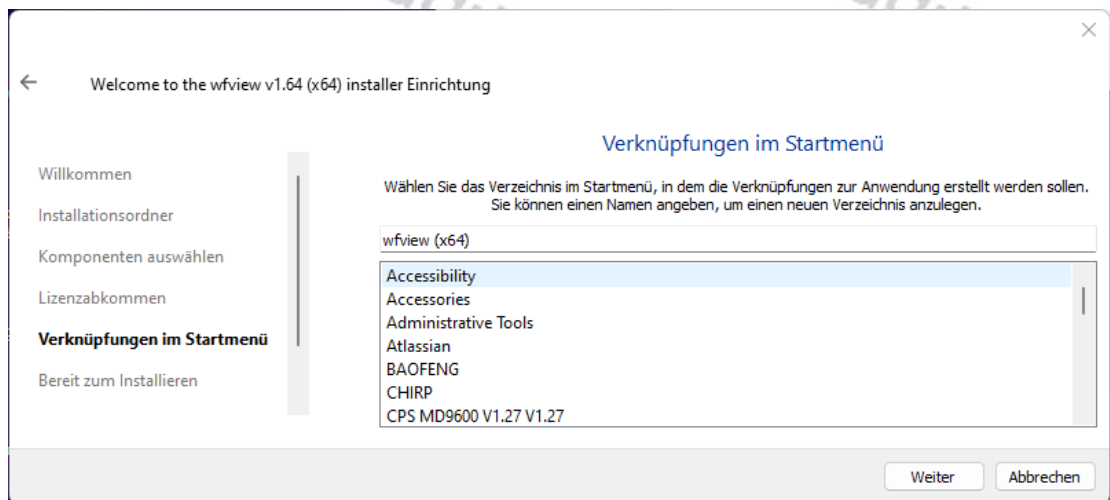 Welcome to the wfview v1.64 (x64) installer Einrichtung
Willkommen
Installationsordner
Komponenten auswählen
Lizenzabkommen
Verknüpfungen im Startmenü
Bereit zum Installieren
Verknüpfungen im Startmenü
Wählen Sie das Verzeichnis im Startmenü, in dem die Verknüpfungen zur Anwendung erstellt werden sollen.
Sie können einen Namen angeben, um einen neuen Verzeichnis anzulegen.
wfview (x64)
Accessibility
Accessories
Administrative Tools
Atlassian
BAOFENG
CHIRP
CPS MD9600 V1.27 V1.27
Weiter
Abbrechen